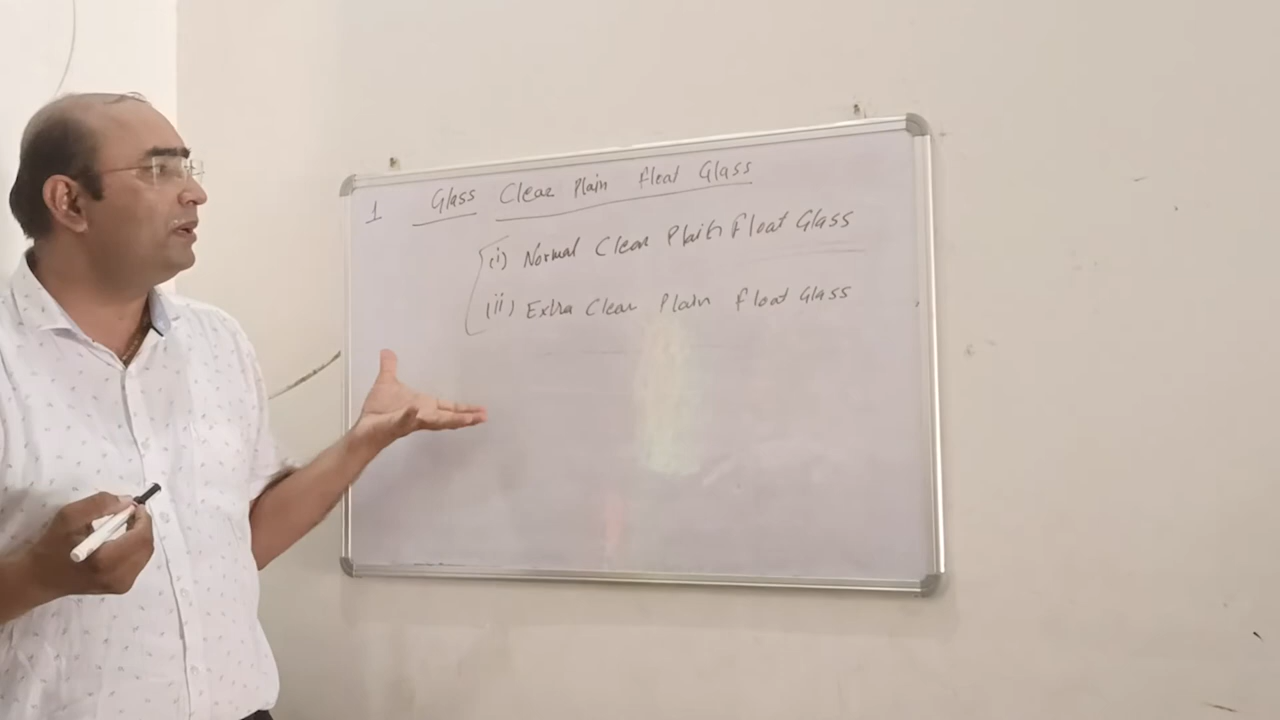 1 Glass Clear Plain Float Glass
(i) Normal Clear Plain Float Glass
(ii) Extra Clear Plain Float Glass